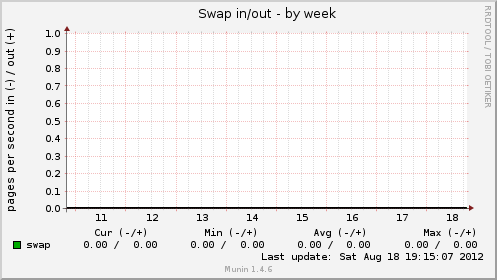 Swap in/out - by week
RRDTOOL / TOBI OETIKER
pages per second in (-) / out (+)
1.0
0.9
0.8
0.7
0.6
0.5
0.4
0.3
0.2
0.1
0.0
11 12 13 14 15 16 17 18
Cur (-/+) Min (-/+) Avg (-/+) Max (-/+)
swap 0.00 / 0.00 0.00 / 0.00 0.00 / 0.00 0.00 / 0.00
Last update: Sat Aug 18 19:15:07 2012
Munin 1.4.6